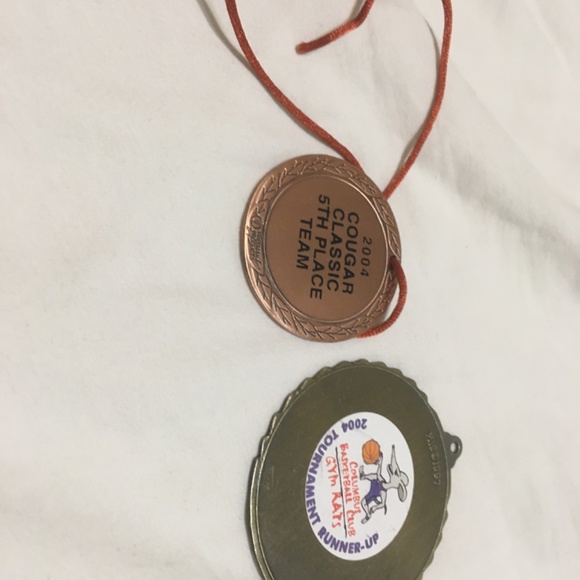 2004
COUGAR
CLASSIC
5TH PLACE
TEAM
2004
COLUMBUS
BASKETBALL CLUB
GYM RATS
TOURNAMENT RUNNER-UP